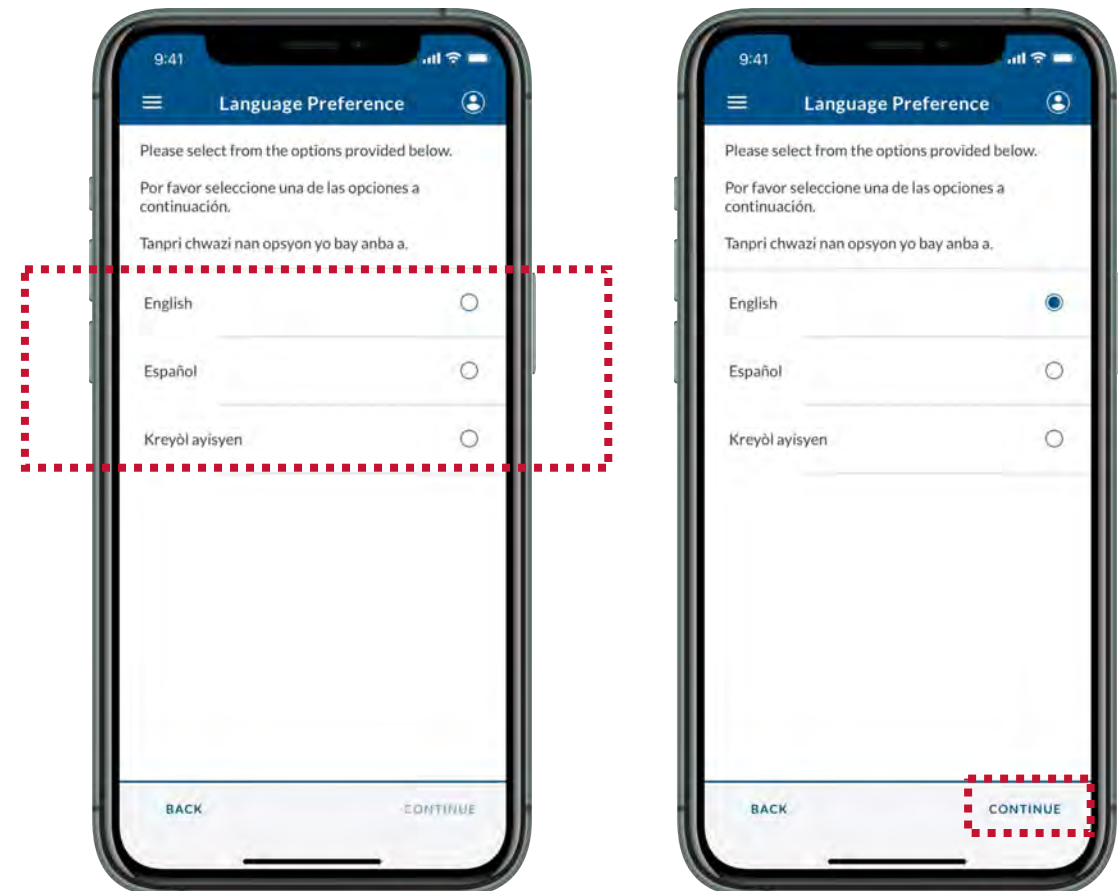 9:41
Language Preference
Please select from the options provided below.
Por favor seleccione una de las opciones a
continuación.
Tanpri chwazi nan opsyon yo bay anba a.
English
Español
Kreyòl ayisyen
BACK CONTINUE
9:41
Language Preference
Please select from the options provided below.
Por favor seleccione una de las opciones a
continuación.
Tanpri chwazi nan opsyon yo bay anba a.
English
Español
Kreyòl ayisyen
BACK CONTINUE